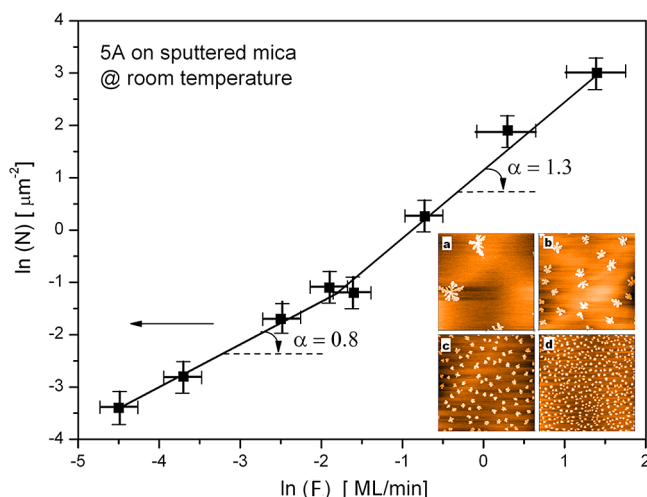 5A on sputtered mica
@ room temperature
ln (N) [ μm⁻²]
4
3
2
1
0
-1
-2
-3
-4
α = 1.3
α = 0.8
a
b
c
d
-5
-4
-3
-2
-1
0
1
2
ln (F) [ ML/min]